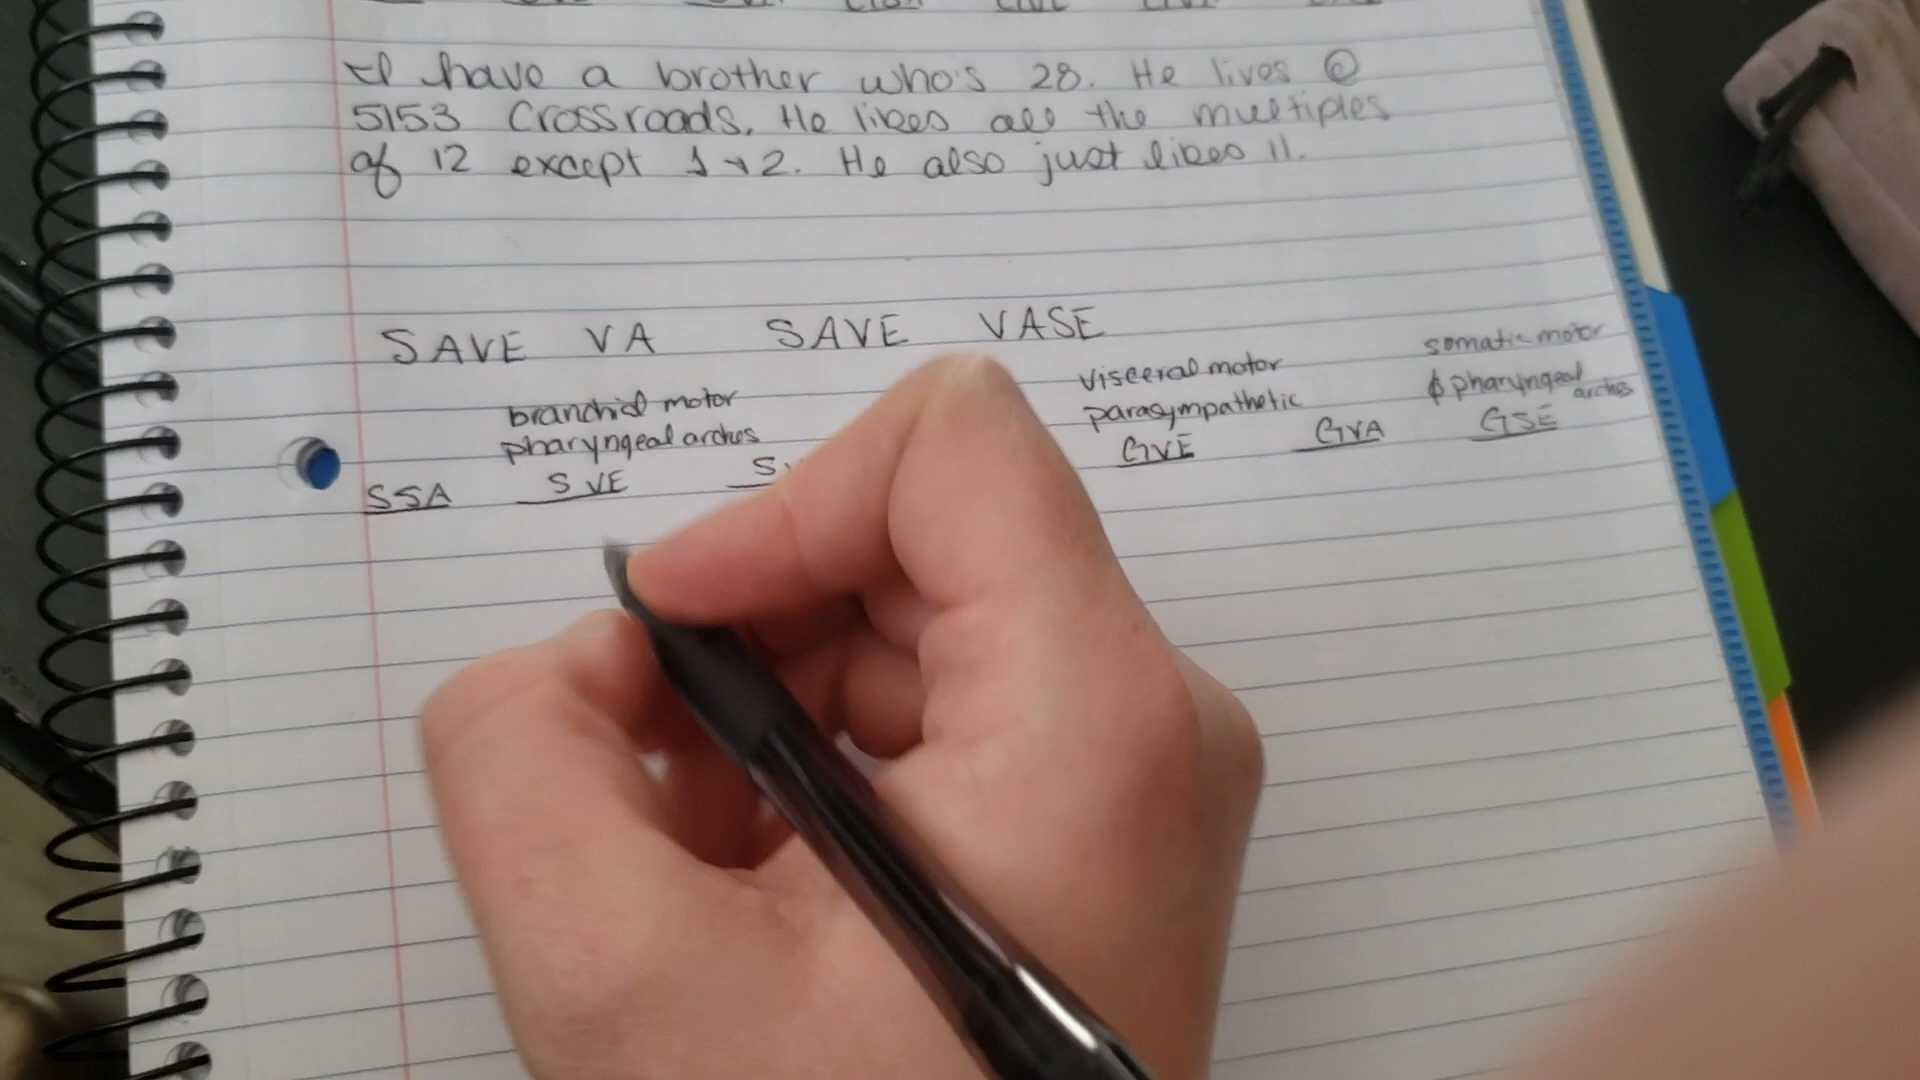 I have a brother who's 28. He lives @
5153 Crossroads. He likes all the multiples
of 12 except 1 + 2. He also just likes 11.
SAVE VA SAVE VASE
branchial motor
pharyngeal arches
visceral motor
parasympathetic
somatic motor
¢ pharyngeal arches
SSA SVE GVE GVA GSE